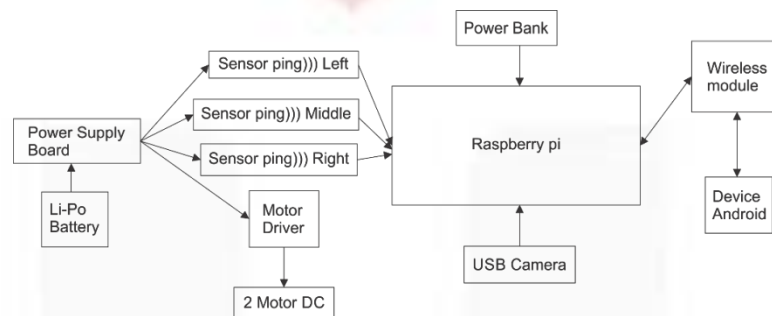 Power Bank
Sensor ping))) Left
Wireless
module
Sensor ping))) Middle
Power Supply
Board
Raspberry pi
Sensor ping))) Right
Li-Po
Battery
Motor
Driver
Device
Android
USB Camera
2 Motor DC